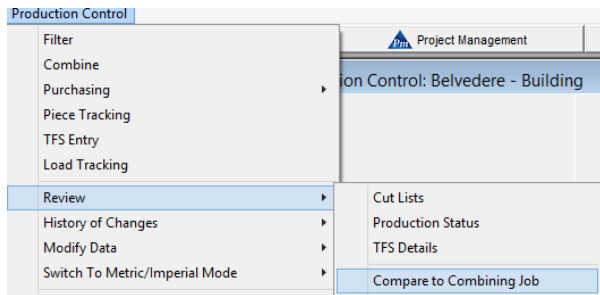 Production Control
Filter
Pm Project Management
Combine
ion Control: Belvedere - Building
Purchasing
Piece Tracking
TFS Entry
Load Tracking
Review
Cut Lists
History of Changes
Production Status
Modify Data
TFS Details
Switch To Metric/Imperial Mode
Compare to Combining Job